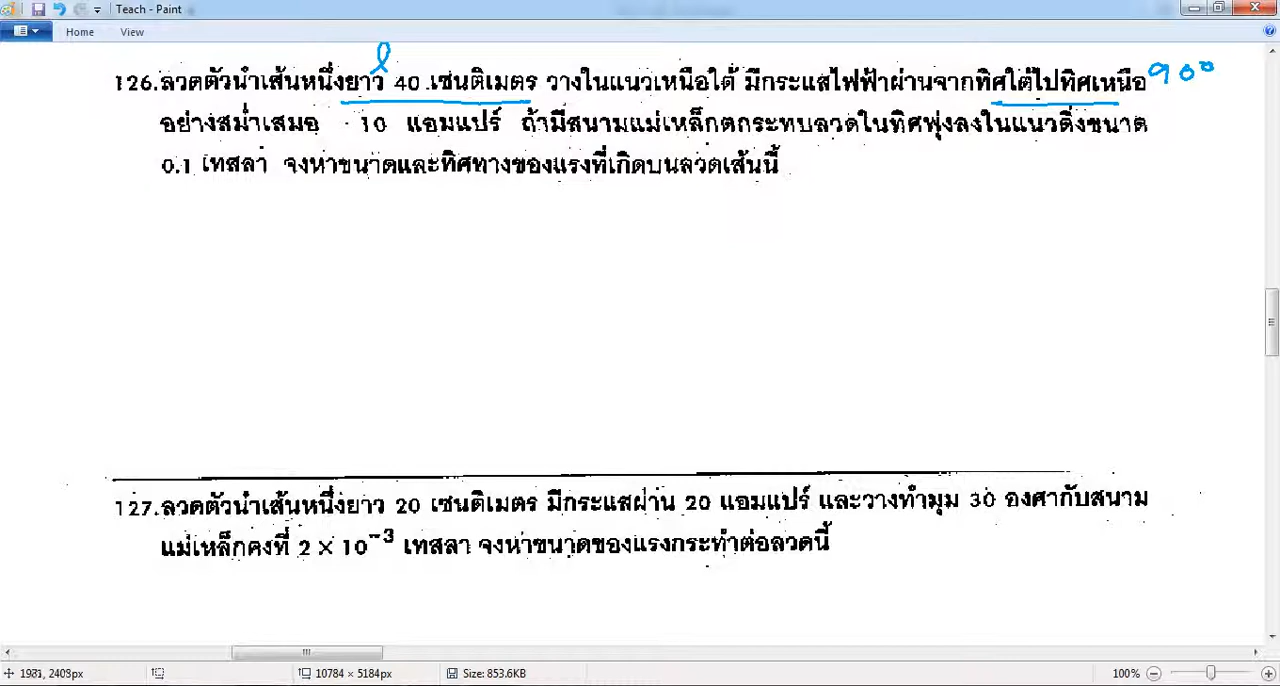 Teach - Paint
Home View
l
126.ลวดตัวนำเส้นหนึ่งยาว 40 เซนติเมตร วางในแนวเหนือใต้ มีกระแสไฟฟ้าผ่านจากทิศใต้ไปทิศเหนือ 90°
อย่างสม่ำเสมอ 10 แอมแปร์ ถ้ามีสนามแม่เหล็กตกกระทบลวดในทิศพุ่งลงในแนวดิ่งขนาด
0.1 เทสลา จงหาขนาดและทิศทางของแรงที่เกิดบนลวดเส้นนี้
127.ลวดตัวนำเส้นหนึ่งยาว 20 เซนติเมตร มีกระแสผ่าน 20 แอมแปร์ และวางทำมุม 30 องศากับสนาม
แม่เหล็กคงที่ 2 × 10⁻³ เทสลา จงหาขนาดของแรงกระทำต่อลวดนี้
1981, 2408px 10784 × 5184px Size: 853.6KB 100%